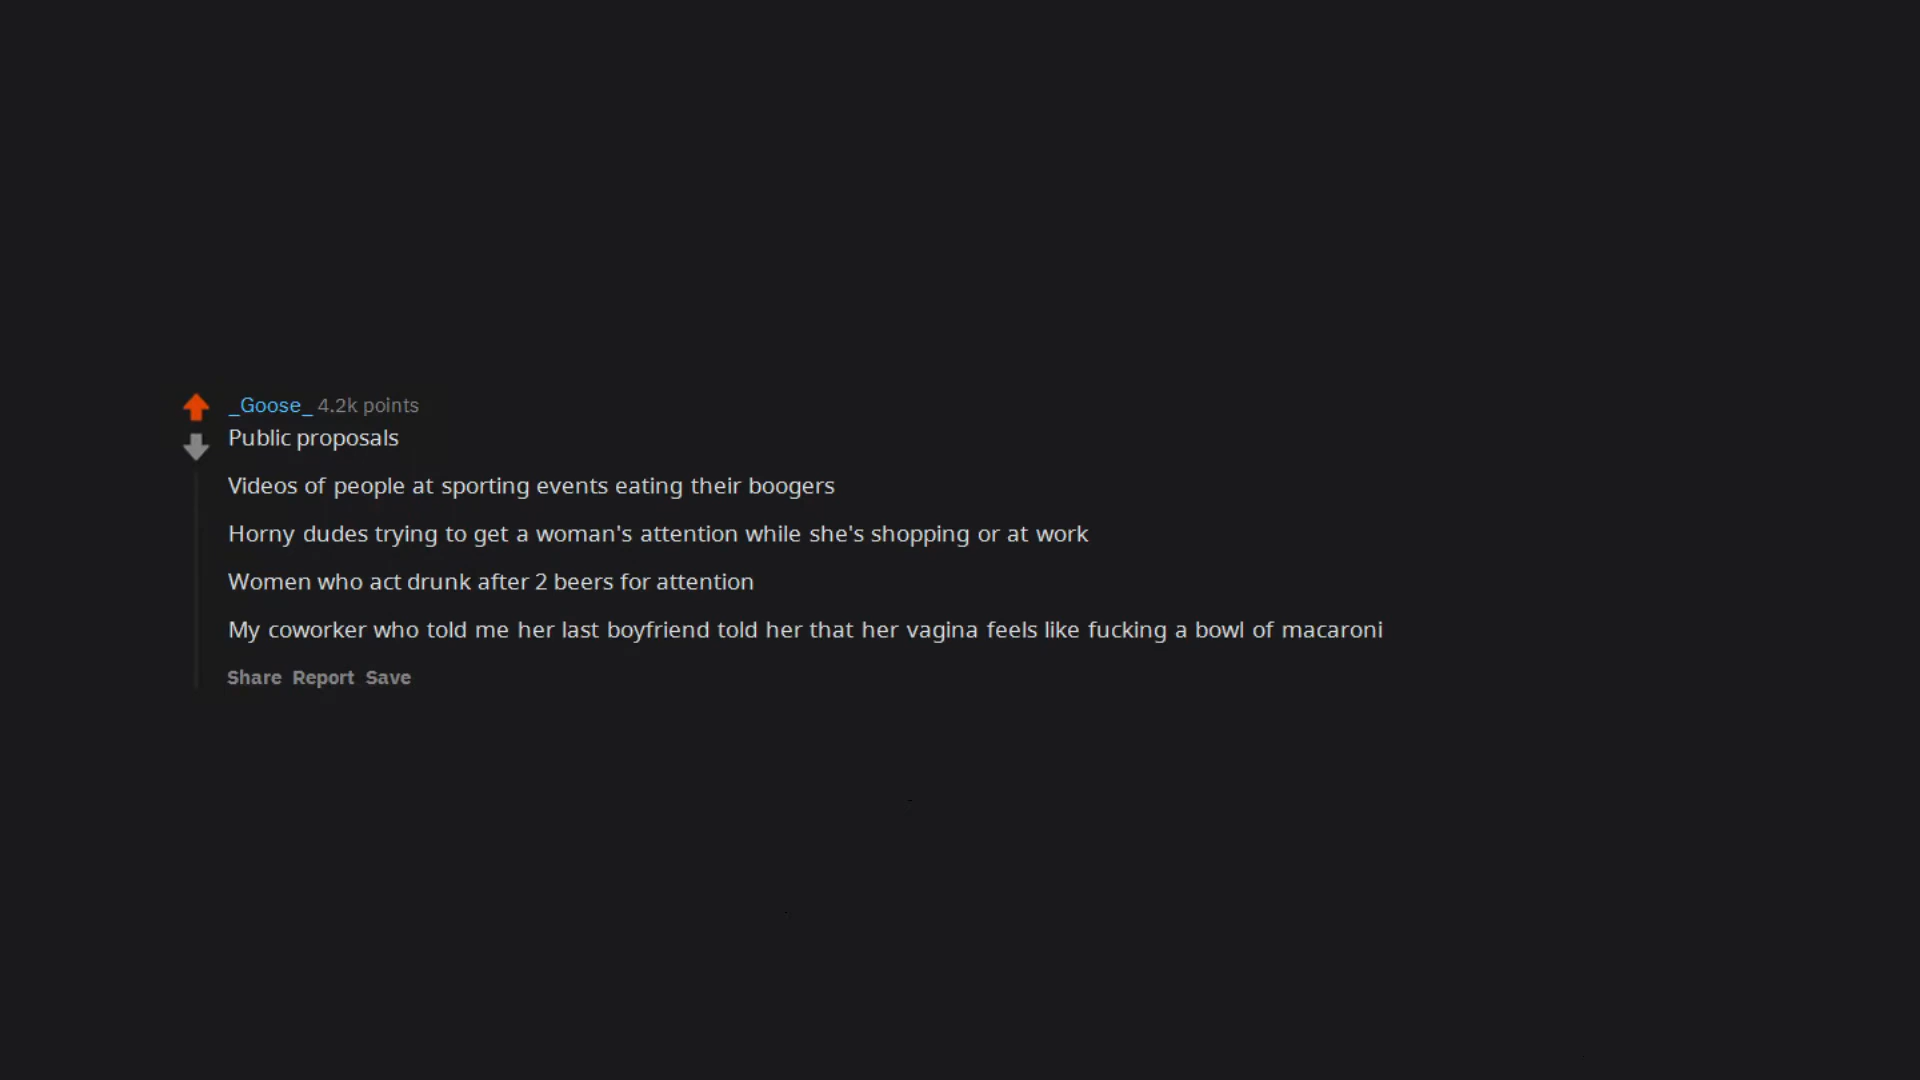 _Goose_ 4.2k points
Public proposals
Videos of people at sporting events eating their boogers
Horny dudes trying to get a woman's attention while she's shopping or at work
Women who act drunk after 2 beers for attention
My coworker who told me her last boyfriend told her that her vagina feels like fucking a bowl of macaroni
Share Report Save